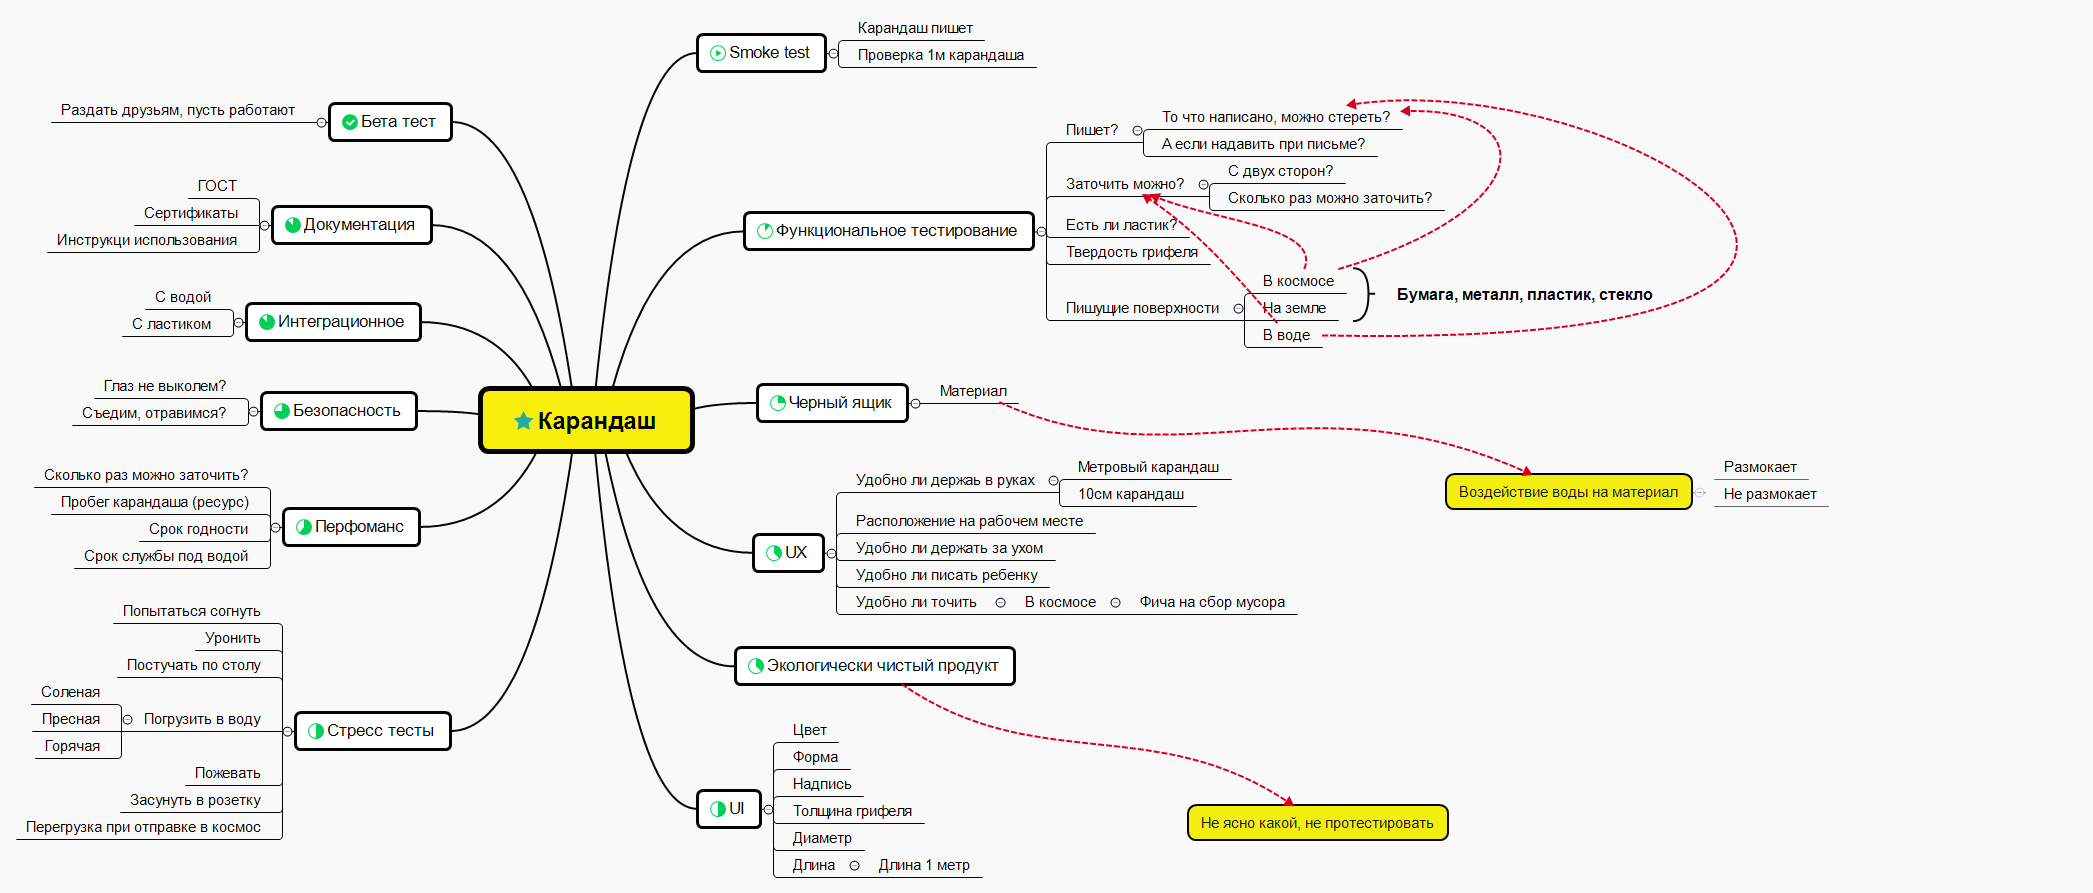 Карандаш
Smoke test
Карандаш пишет
Проверка 1м карандаша
Функциональное тестирование
Пишет?
То что написано, можно стереть?
А если надавить при письме?
Заточить можно?
С двух сторон?
Сколько раз можно заточить?
Есть ли ластик?
Твердость грифеля
Пишущие поверхности
В космосе
На земле
В воде
Бумага, металл, пластик, стекло
Черный ящик
Материал
Воздействие воды на материал
Размокает
Не размокает
UX
Удобно ли держаь в руках
Метровый карандаш
10см карандаш
Расположение на рабочем месте
Удобно ли держать за ухом
Удобно ли писать ребенку
Удобно ли точить
В космосе
Фича на сбор мусора
Экологически чистый продукт
Не ясно какой, не протестировать
UI
Цвет
Форма
Надпись
Толщина грифеля
Диаметр
Длина
Длина 1 метр
Бета тест
Раздать друзьям, пусть работают
Документация
ГОСТ
Сертификаты
Инструкци использования
Интеграционное
С водой
С ластиком
Безопасность
Глаз не выколем?
Съедим, отравимся?
Перфоманс
Сколько раз можно заточить?
Пробег карандаша (ресурс)
Срок годности
Срок службы под водой
Стресс тесты
Попытаться согнуть
Уронить
Постучать по столу
Погрузить в воду
Соленая
Пресная
Горячая
Пожевать
Засунуть в розетку
Перегрузка при отправке в космос